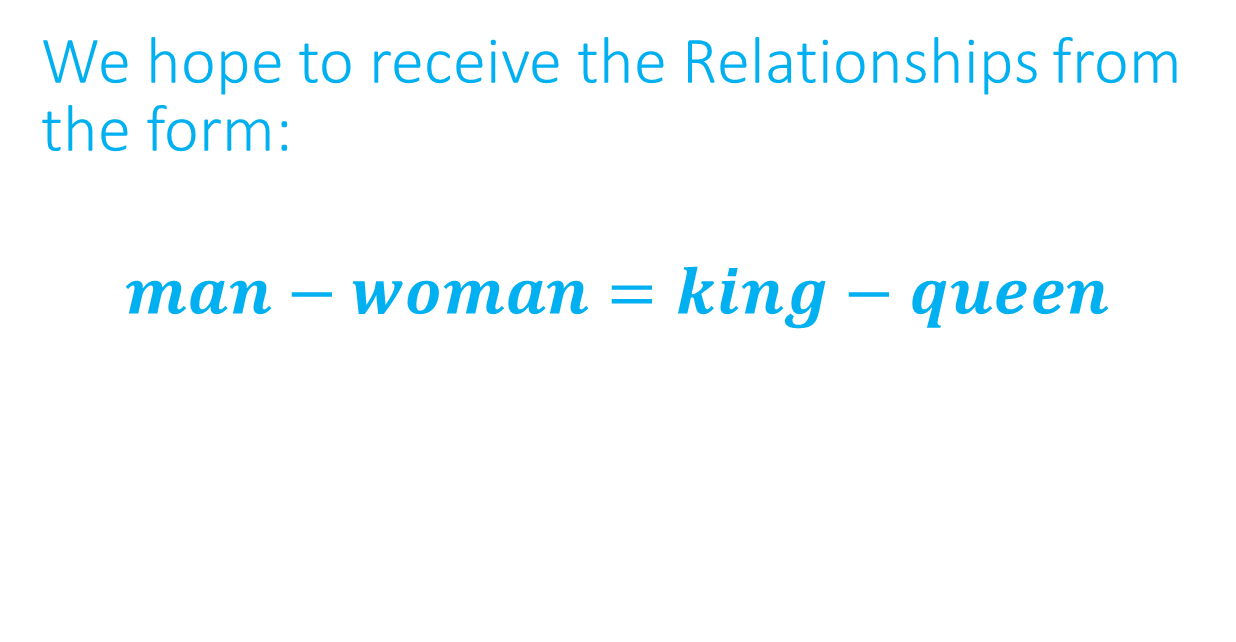 We hope to receive the Relationships from
the form:
man − woman = king − queen